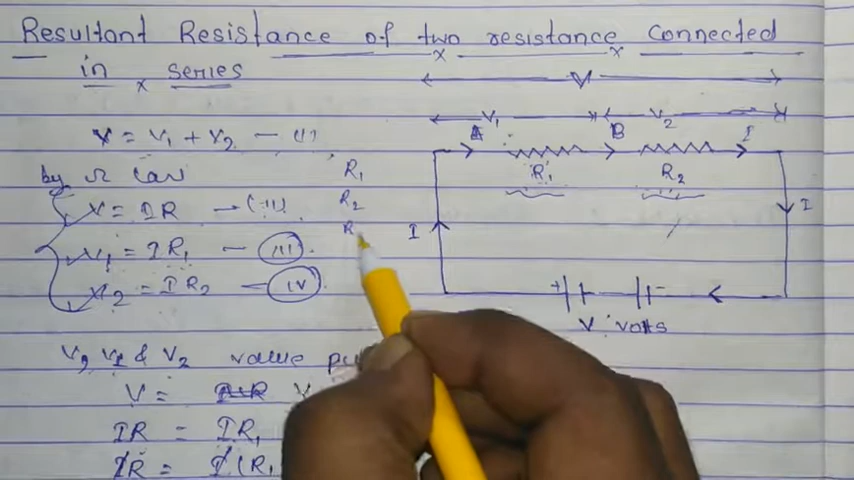 Resultant Resistance of two resistance connected
in series
V
V₁ V₂
V = V₁ + V₂ — (I)
A B I
by Ω Law
R₁
R₁ R₂
V = IR → (II)
R₂
I
I
R
V₁ = IR₁ — (III)
V₂ = IR₂ — (IV)
+ −
V volts
V, V₁ & V₂ value
V = V
IR = IR₁
IR = I(R₁